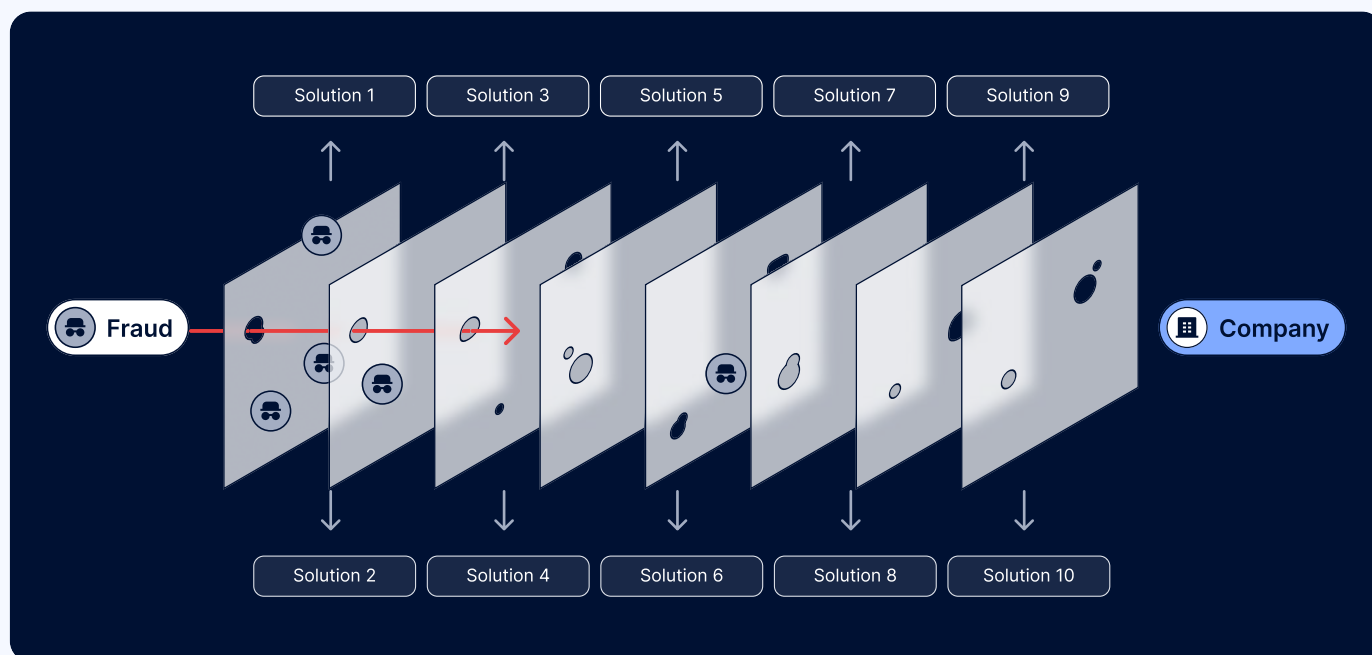 Solution 1
Solution 3
Solution 5
Solution 7
Solution 9
Fraud
Company
Solution 2
Solution 4
Solution 6
Solution 8
Solution 10